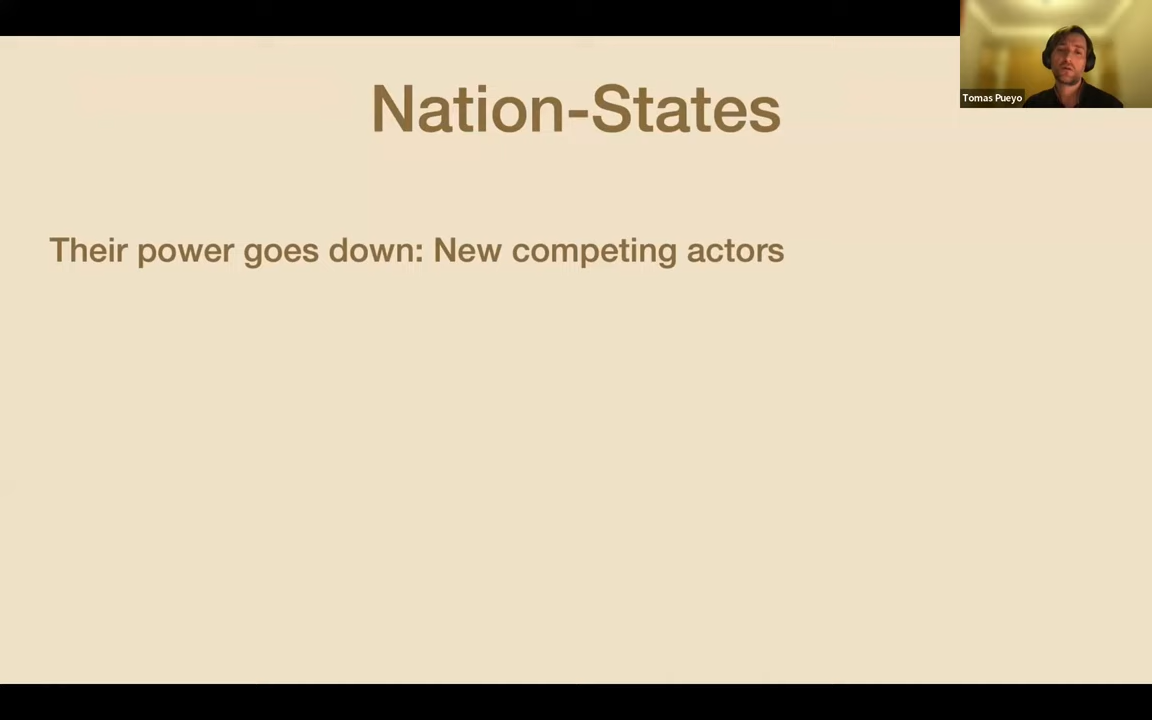 Nation-States
Tomas Pueyo
Their power goes down: New competing actors